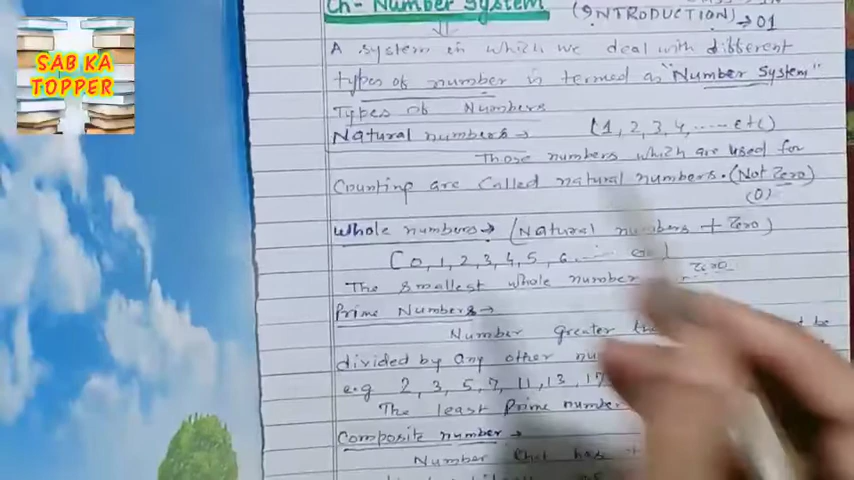 SAB KA
TOPPER
Ch- Number System (INTRODUCTION) → 01
A system in which we deal with different
types of number is termed as "Number System"
Types of Numbers
Natural numbers → (1, 2, 3, 4, ...... etc)
Those numbers which are used for
Counting are called natural numbers. (Not Zero)
(0)
Whole numbers → (Natural numbers + Zero)
(0, 1, 2, 3, 4, 5, 6 ......
The smallest whole number Zero
Prime Numbers →
Number greater be
divided by any other
e.g 2, 3, 5, 7, 11, 13, 17
The least Prime number
Composite number →
Number that has